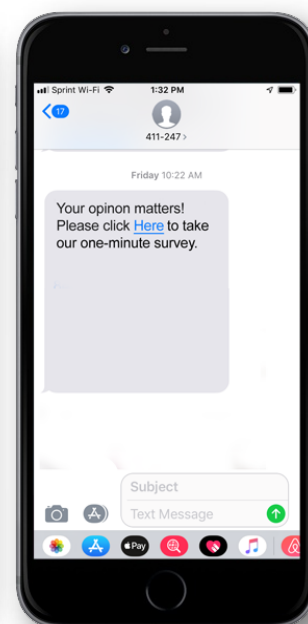 Sprint Wi-Fi 1:32 PM
17
411-247 >
Friday 10:22 AM
Your opinon matters!
Please click Here to take
our one-minute survey.
Subject
Text Message
Pay